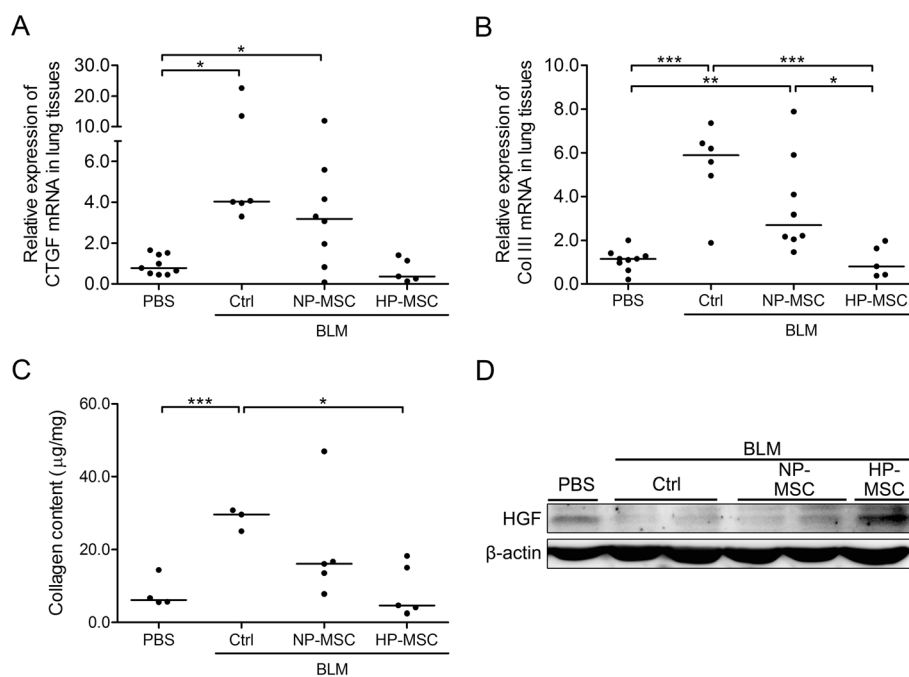 A
Relative expression of
CTGF mRNA in lung tissues
30.0
20.0
10.0
4.0
2.0
0.0
*
*
PBS Ctrl NP-MSC HP-MSC
BLM
B
Relative expression of
Col III mRNA in lung tissues
10.0
8.0
6.0
4.0
2.0
0.0
*** ***
** *
PBS Ctrl NP-MSC HP-MSC
BLM
C
Collagen content (µg/mg)
60.0
40.0
20.0
0.0
*** *
PBS Ctrl NP-MSC HP-MSC
BLM
D
BLM
PBS Ctrl NP-MSC HP-MSC
HGF
β-actin